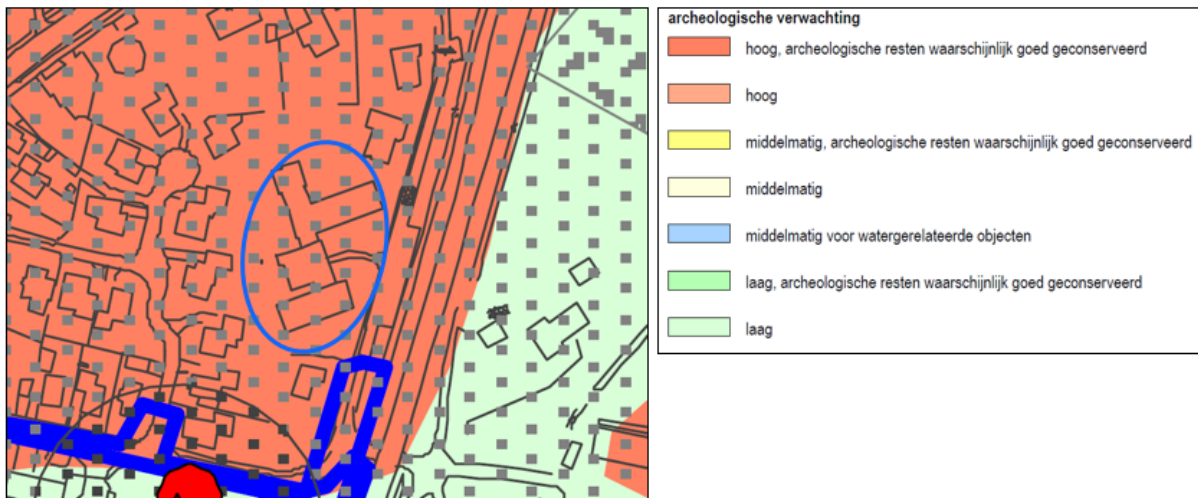 archeologische verwachting
hoog, archeologische resten waarschijnlijk goed geconserveerd
hoog
middelmatig, archeologische resten waarschijnlijk goed geconserveerd
middelmatig
middelmatig voor watergerelateerde objecten
laag, archeologische resten waarschijnlijk goed geconserveerd
laag